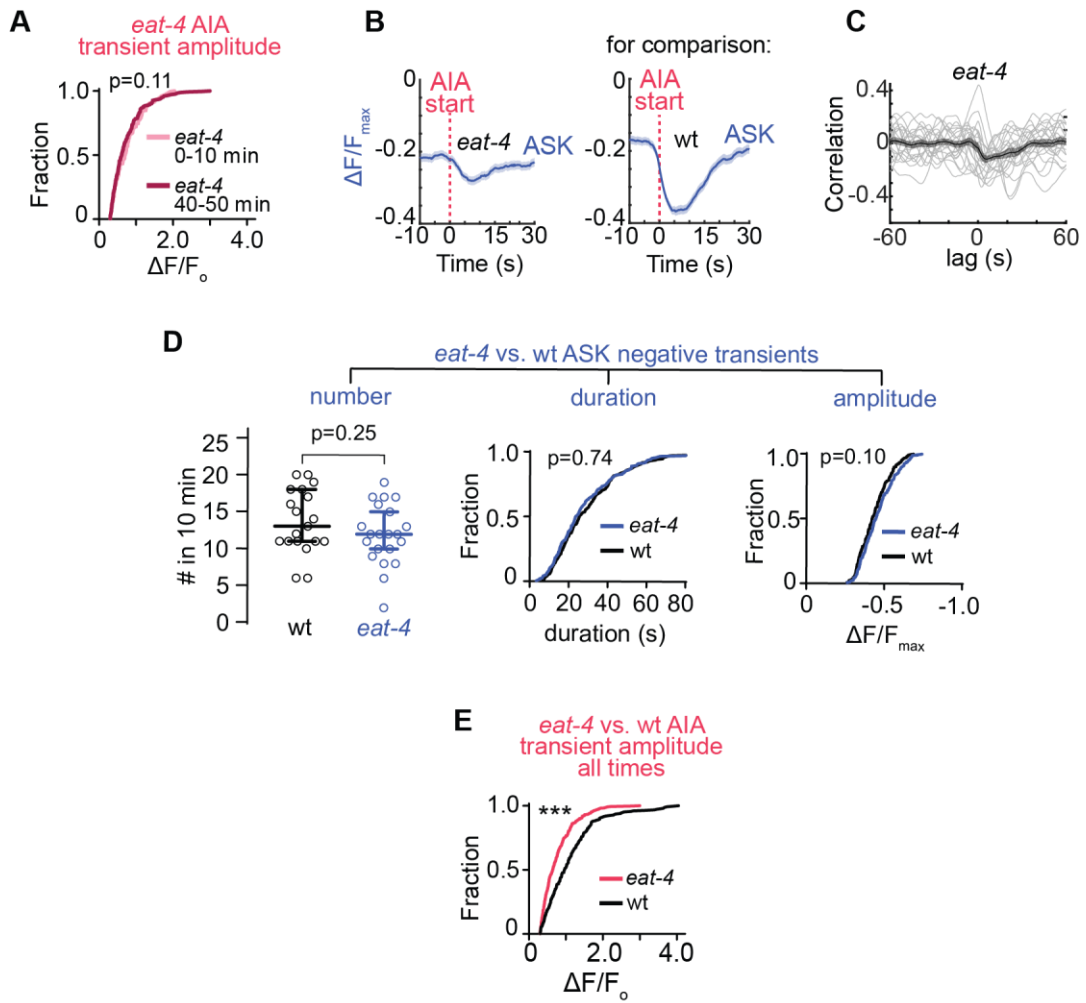 A
eat-4 AIA
transient amplitude
p=0.11
1.0
0.5
0
Fraction
eat-4
0-10 min
eat-4
40-50 min
0
2.0
4.0
ΔF/Fo
B
for comparison:
0
-0.2
-0.4
ΔF/Fmax
AIA
start
eat-4
ASK
-10
0
15
30
Time (s)
0
-0.2
-0.4
AIA
start
wt
ASK
-10
0
15
30
Time (s)
C
eat-4
0.4
0
-0.4
Correlation
-60
0
60
lag (s)
D
eat-4 vs. wt ASK negative transients
number
duration
amplitude
p=0.25
25
20
15
10
5
0
# in 10 min
wt
eat-4
p=0.74
1.0
0.5
0
Fraction
eat-4
wt
0
20
40
60
80
duration (s)
p=0.10
1.0
0.5
0
Fraction
eat-4
wt
0
-0.5
-1.0
ΔF/Fmax
E
eat-4 vs. wt AIA
transient amplitude
all times
***
1.0
0.5
0
Fraction
eat-4
wt
0
2.0
4.0
ΔF/Fo